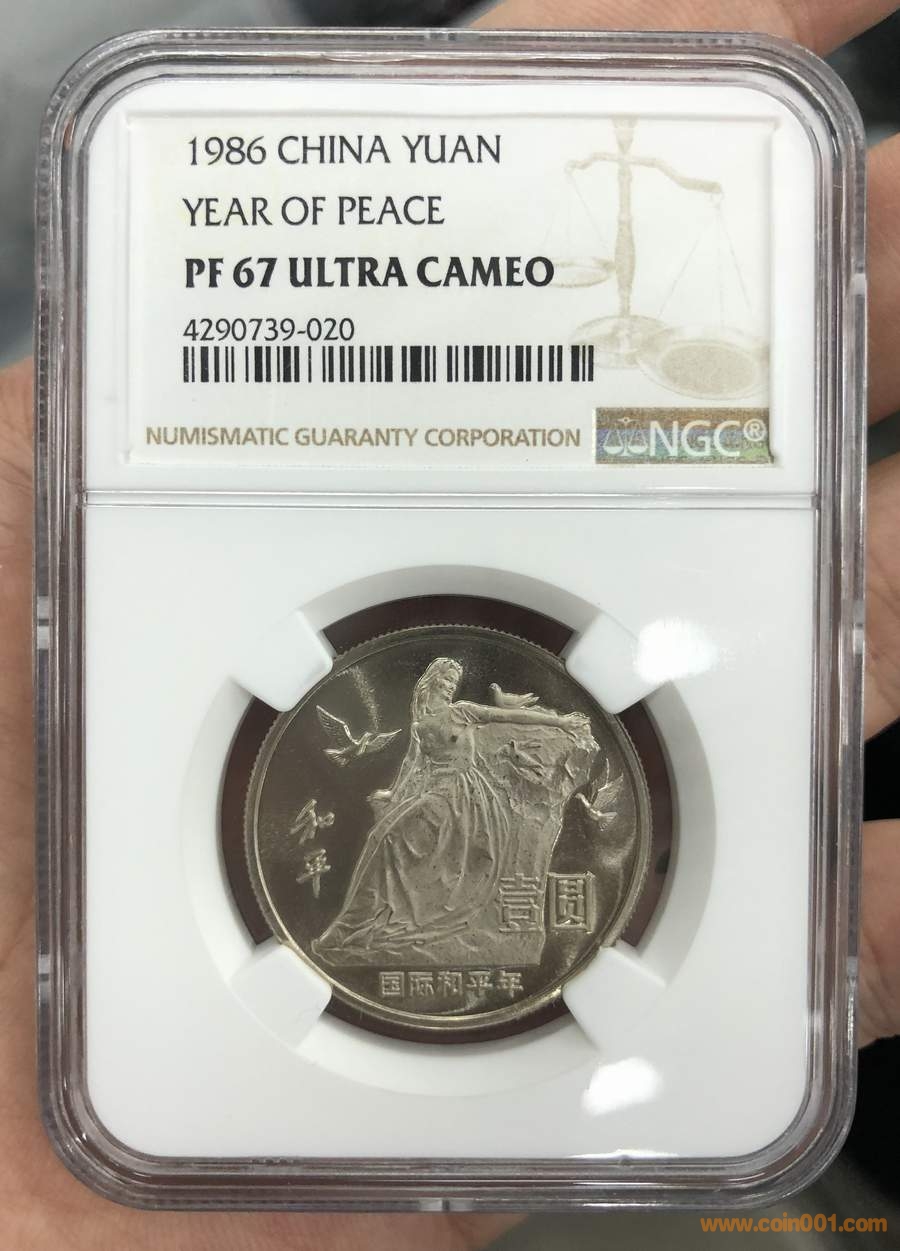 1986 CHINA YUAN
YEAR OF PEACE
PF 67 ULTRA CAMEO
4290739-020
NUMISMATIC GUARANTY CORPORATION
NGC®
和平
壹圆
国际和平年
www.coin001.com